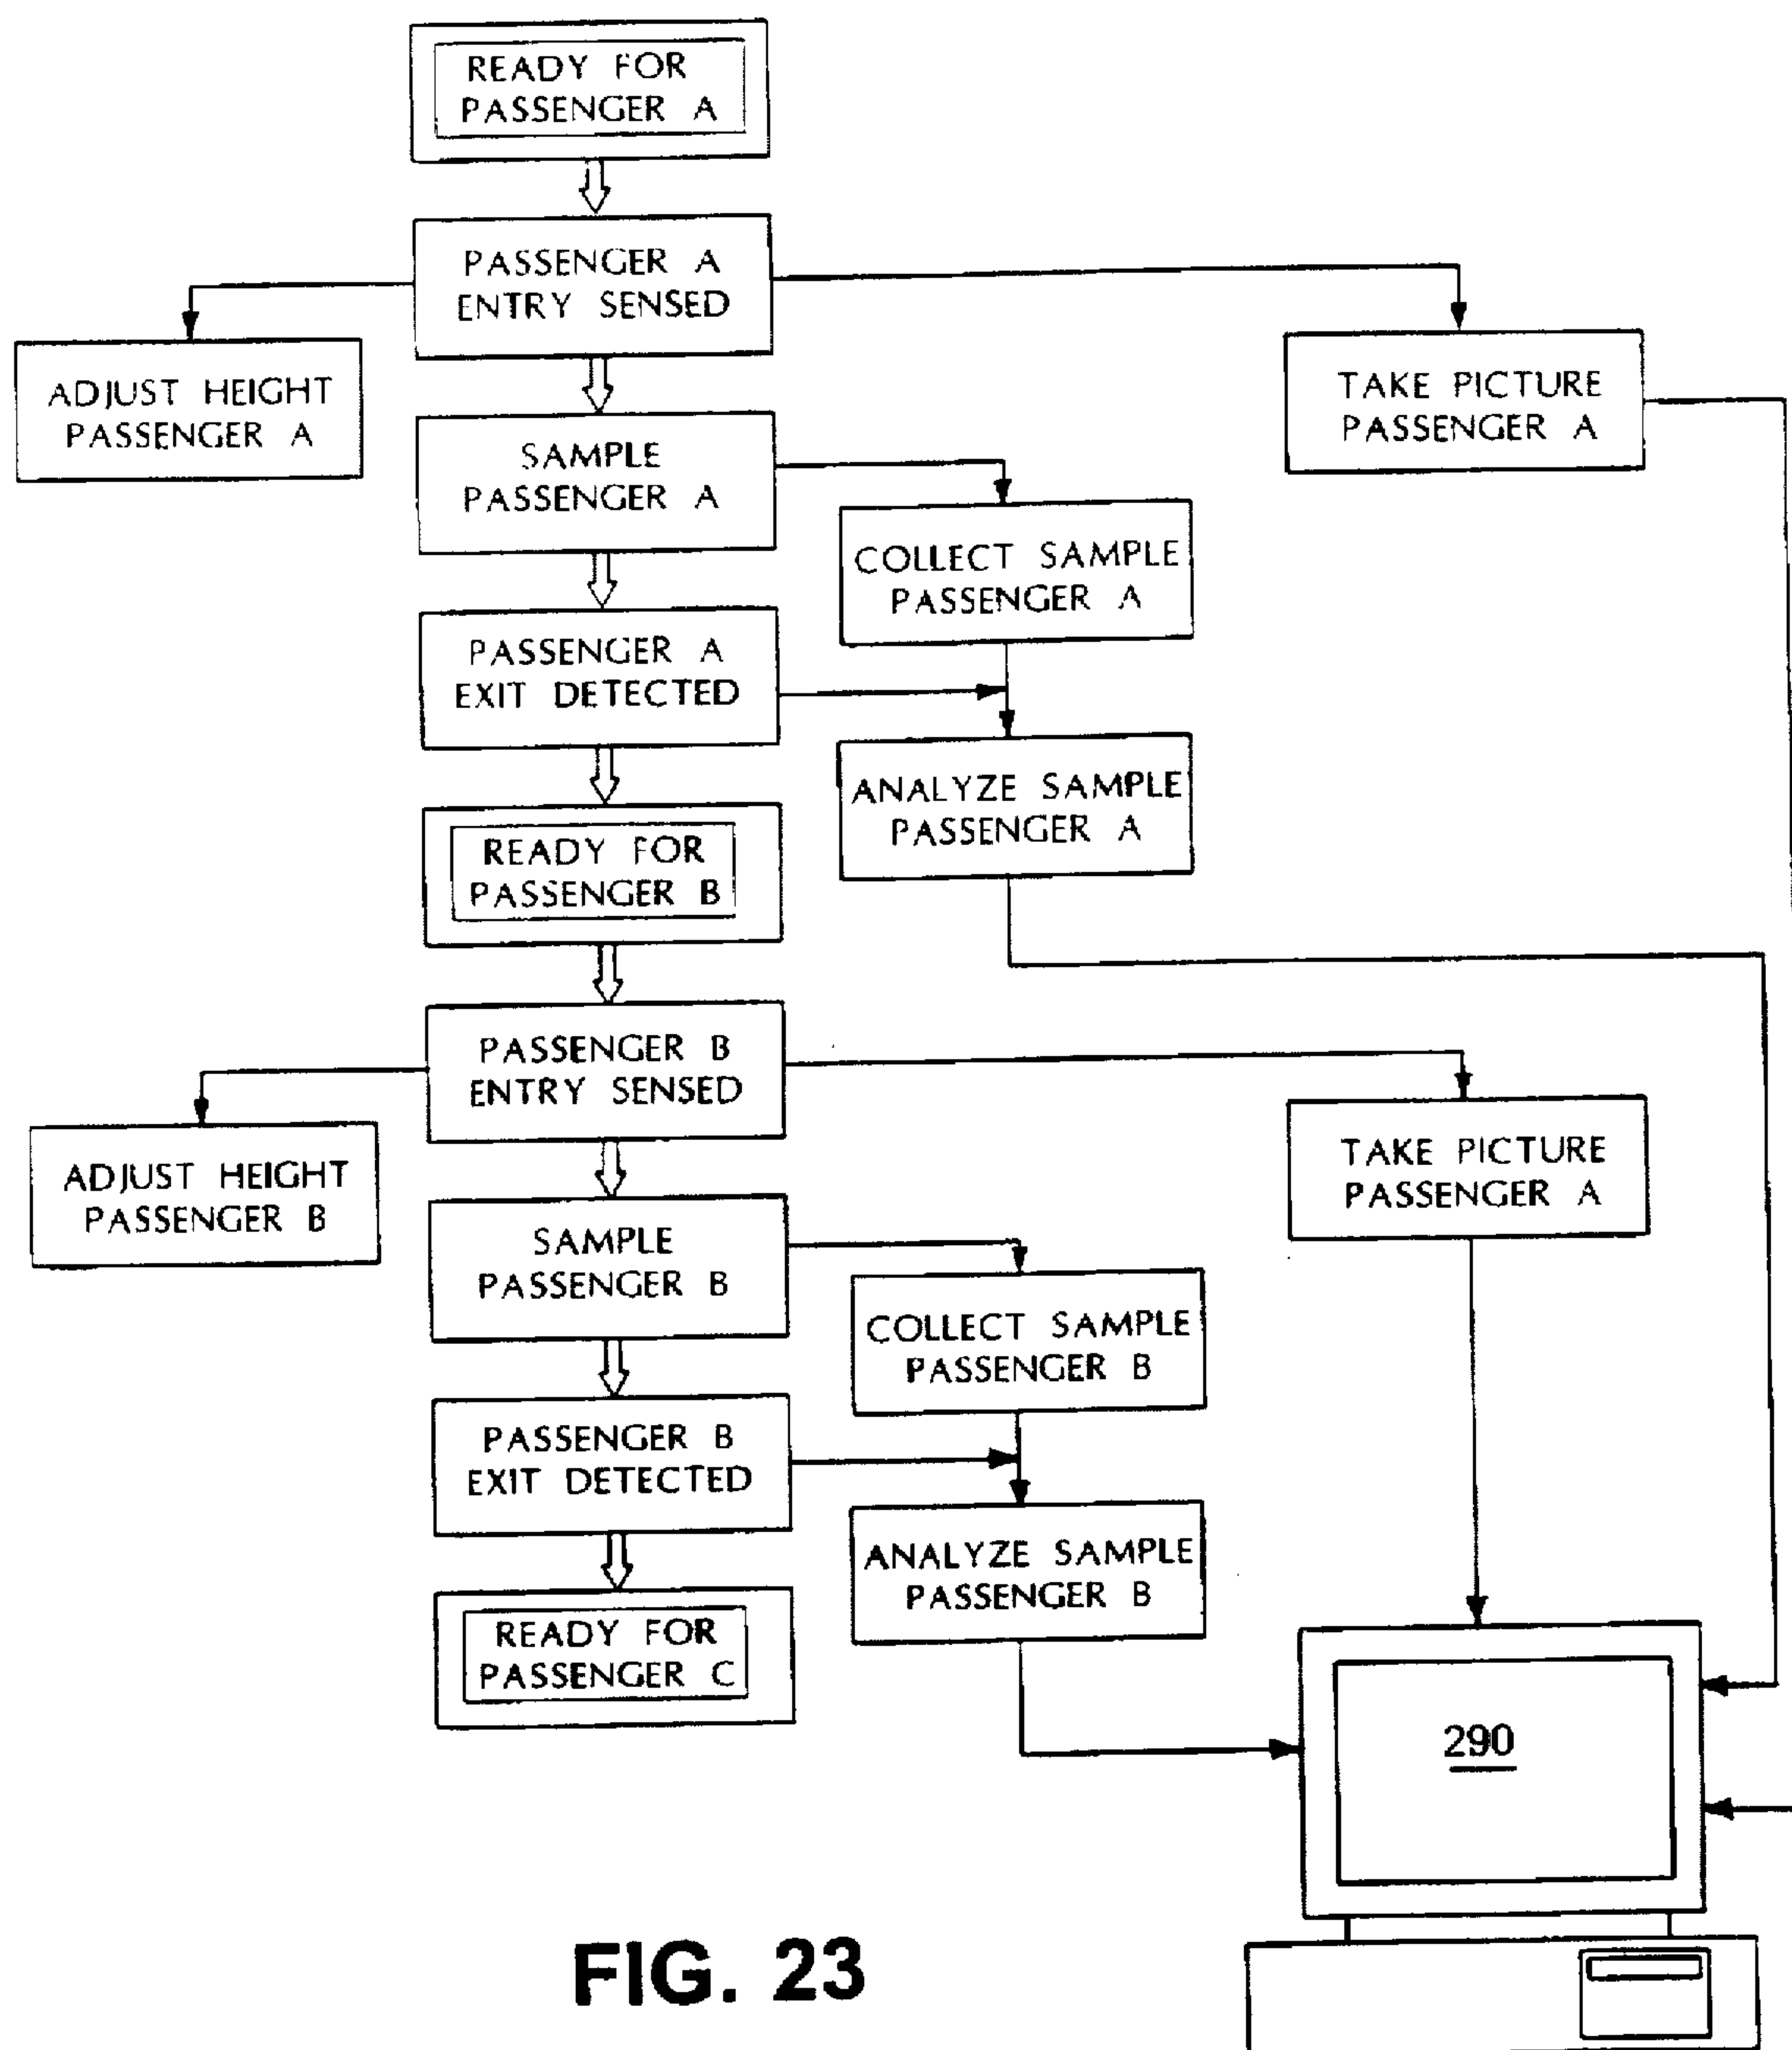 READY FOR
PASSENGER A
PASSENGER A
ENTRY SENSED
ADJUST HEIGHT
PASSENGER A
TAKE PICTURE
PASSENGER A
SAMPLE
PASSENGER A
COLLECT SAMPLE
PASSENGER A
PASSENGER A
EXIT DETECTED
ANALYZE SAMPLE
PASSENGER A
READY FOR
PASSENGER B
PASSENGER B
ENTRY SENSED
ADJUST HEIGHT
PASSENGER B
TAKE PICTURE
PASSENGER A
SAMPLE
PASSENGER B
COLLECT SAMPLE
PASSENGER B
PASSENGER B
EXIT DETECTED
ANALYZE SAMPLE
PASSENGER B
READY FOR
PASSENGER C
290
FIG. 23